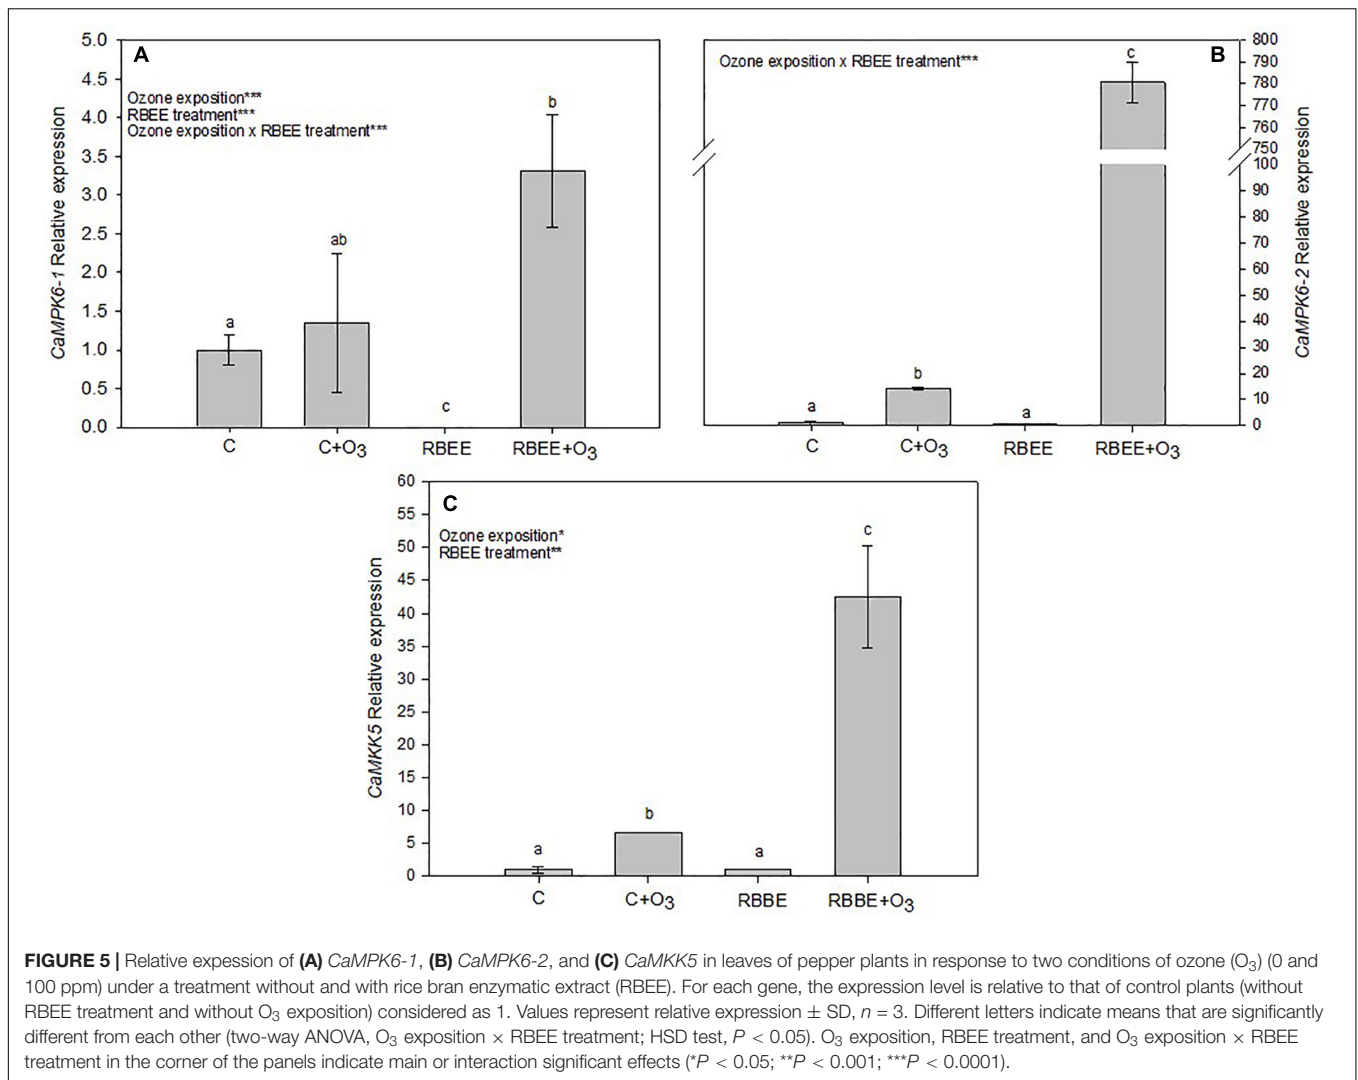 A
5.0
4.5
4.0
3.5
3.0
2.5
2.0
1.5
1.0
0.5
0.0
CaMPK6-1 Relative expression
Ozone exposition***
RBEE treatment***
Ozone exposition x RBEE treatment***
a
ab
c
b
C
C+O3
RBEE
RBEE+O3
B
Ozone exposition x RBEE treatment***
a
b
a
c
C
C+O3
RBEE
RBEE+O3
800
790
780
770
760
750
100
90
80
70
60
50
40
30
20
10
0
CaMPK6-2 Relative expression
C
60
55
50
45
40
35
30
25
20
15
10
5
0
CaMKK5 Relative expression
Ozone exposition*
RBEE treatment**
a
b
a
c
C
C+O3
RBBE
RBBE+O3
FIGURE 5 | Relative expession of (A) CaMPK6-1, (B) CaMPK6-2, and (C) CaMKK5 in leaves of pepper plants in response to two conditions of ozone (O3) (0 and
100 ppm) under a treatment without and with rice bran enzymatic extract (RBEE). For each gene, the expression level is relative to that of control plants (without
RBEE treatment and without O3 exposition) considered as 1. Values represent relative expression ± SD, n = 3. Different letters indicate means that are significantly
different from each other (two-way ANOVA, O3 exposition × RBEE treatment; HSD test, P < 0.05). O3 exposition, RBEE treatment, and O3 exposition × RBEE
treatment in the corner of the panels indicate main or interaction significant effects (*P < 0.05; **P < 0.001; ***P < 0.0001).